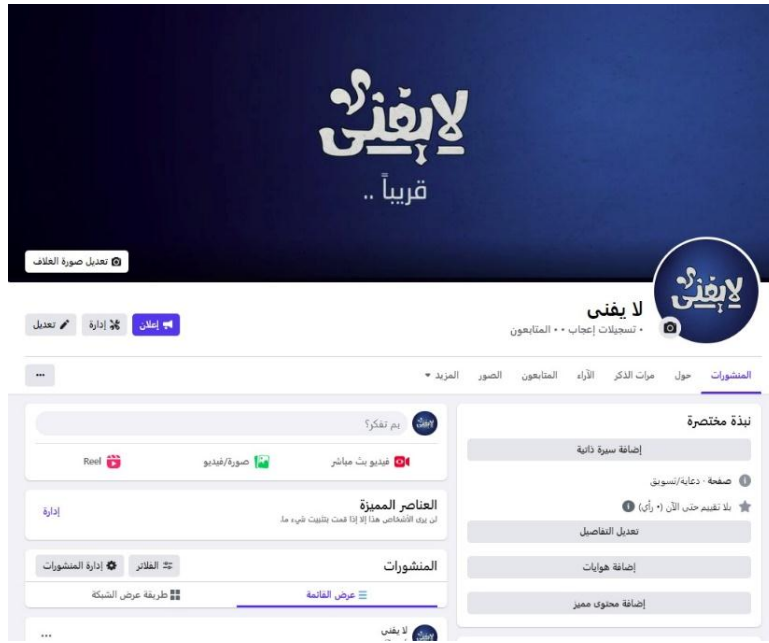 لا يفنى
قريباً ..
تعديل صورة الغلاف
لا يفنى
لا يفنى
٠ تسجيلات إعجاب • ٠ المتابعون
إعلان
إدارة
تعديل
المنشورات
حول
مرات الذكر
الآراء
المتابعون
الصور
المزيد
نبذة مختصرة
إضافة سيرة ذاتية
صفحة · دعاية/تسويق
بلا تقييم حتى الآن (٠ رأي)
تعديل التفاصيل
إضافة هوايات
إضافة محتوى مميز
بم تفكر؟
فيديو بث مباشر
صورة/فيديو
Reel
العناصر المميزة
إدارة
لن يرى الأشخاص هذا إلا إذا قمت بتثبيت شيء ما.
المنشورات
الفلاتر
إدارة المنشورات
عرض القائمة
طريقة عرض الشبكة
لا يفنى